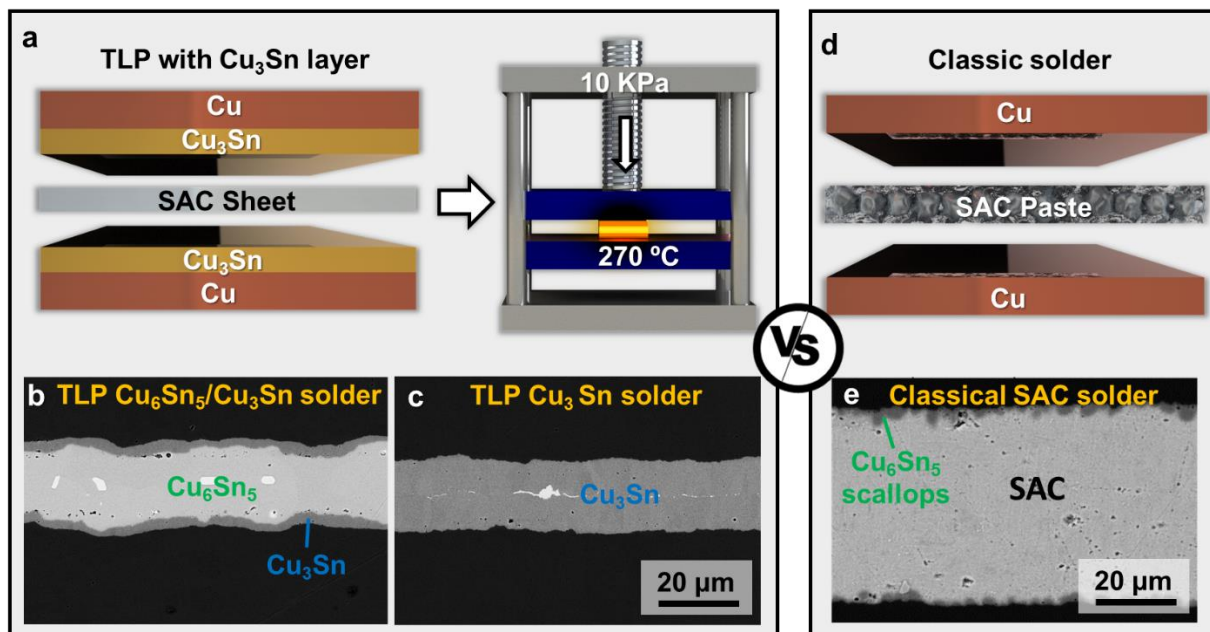 a
TLP with Cu₃Sn layer
Cu
Cu₃Sn
SAC Sheet
Cu₃Sn
Cu
10 KPa
270 ºC
VS
d
Classic solder
Cu
SAC Paste
Cu
b TLP Cu₆Sn₅/Cu₃Sn solder
Cu₆Sn₅
Cu₃Sn
c TLP Cu₃ Sn solder
Cu₃Sn
20 µm
e Classical SAC solder
Cu₆Sn₅
scallops
SAC
20 µm